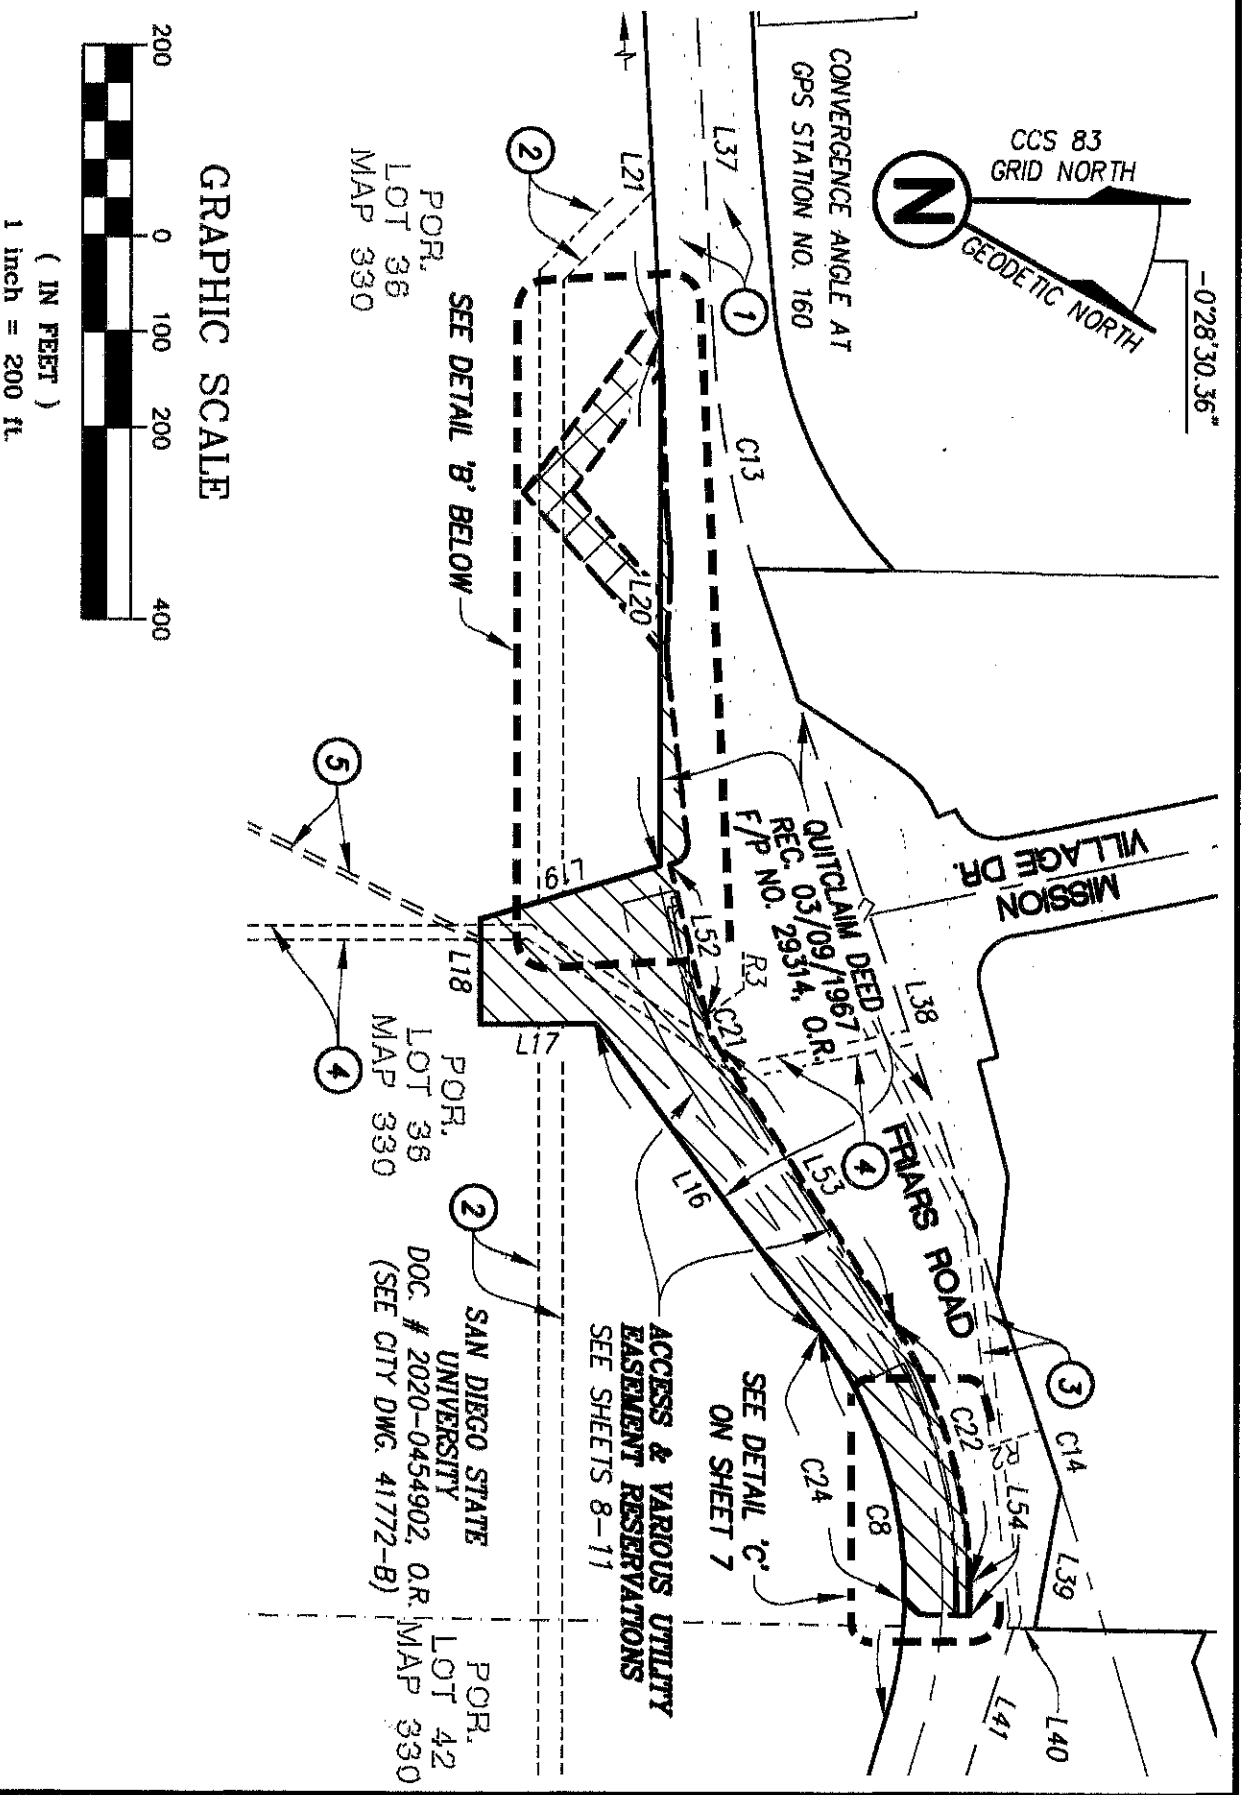 CCS 83
GRID NORTH
-0°28'30.36"
N
GEODETIC NORTH
CONVERGENCE ANGLE AT
GPS STATION NO. 160
MISSION
VILLAGE DR.
L37
1
C13
L21
2
POR.
LOT 36
MAP 330
SEE DETAIL 'B' BELOW
L20
QUITCLAIM DEED
REC. 03/09/1967
F/P NO. 29314, O.R.
L38
R3
L52
C21
L19
L18
L17
5
4
4
FRIARS ROAD
L53
L16
3
C14
C22
R2
L54
L39
L40
L41
C8
C24
SEE DETAIL 'C'
ON SHEET 7
ACCESS & VARIOUS UTILITY
EASEMENT RESERVATIONS
SEE SHEETS 8-11
2
POR.
LOT 36
MAP 330
SAN DIEGO STATE
UNIVERSITY
DOC. # 2020-0454902, O.R.
(SEE CITY DWG. 41772-B)
POR.
LOT 42
MAP 330
GRAPHIC SCALE
200 0 100 200 400
( IN FEET )
1 inch = 200 ft.